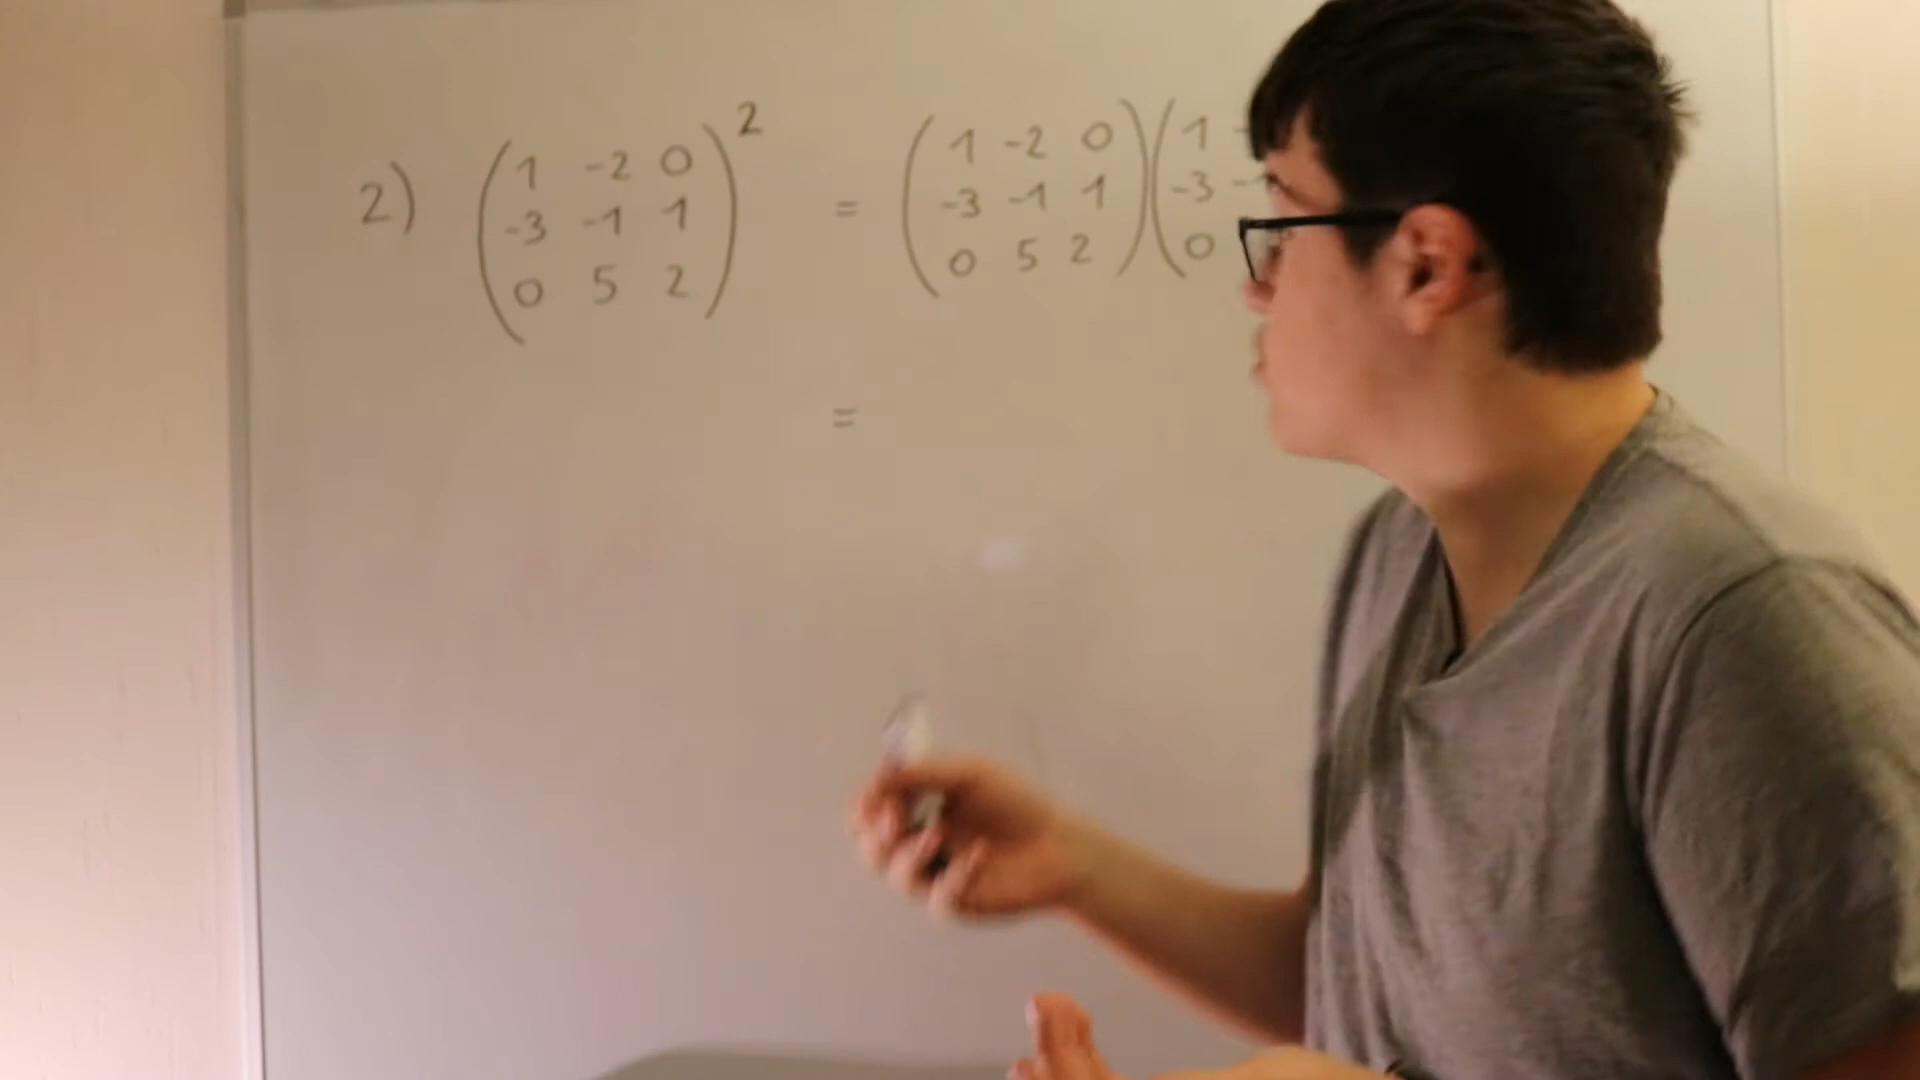 2) ( 1 -2 0 )² = ( 1 -2 0 ) ( 1 -
-3 -1 1 -3 -1 1 -3 -1
0 5 2 0 5 2 0
=